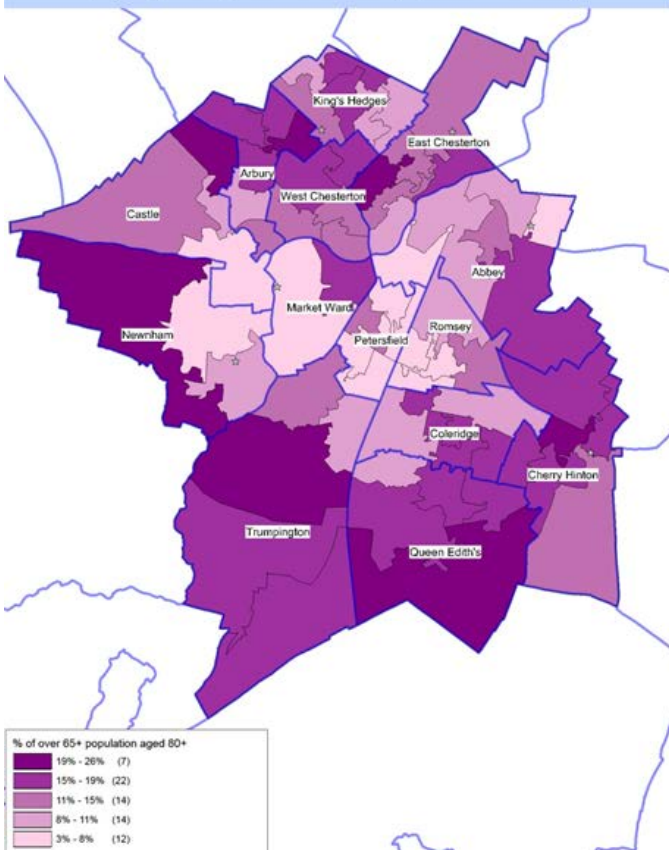 King's Hedges
East Chesterton
Arbury
West Chesterton
Castle
Abbey
Market Ward
Newnham
Romsey
Petersfield
Coleridge
Cherry Hinton
Trumpington
Queen Edith's
% of over 65+ population aged 80+
19% - 26% (7)
15% - 19% (22)
11% - 15% (14)
8% - 11% (14)
3% - 8% (12)